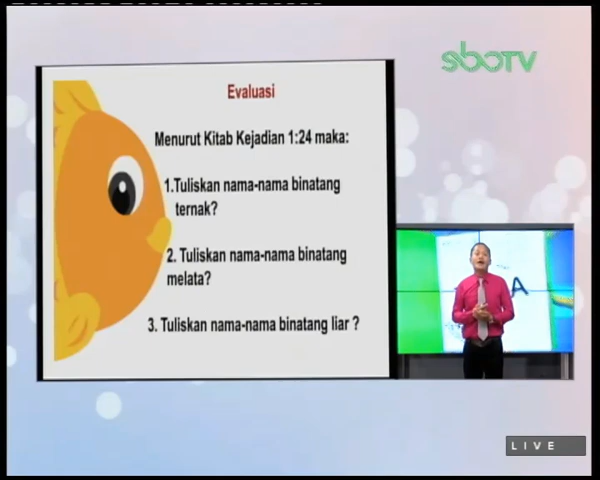 sboTV
Evaluasi
Menurut Kitab Kejadian 1:24 maka:
1.Tuliskan nama-nama binatang
ternak?
2. Tuliskan nama-nama binatang
melata?
3. Tuliskan nama-nama binatang liar ?
A
LIVE